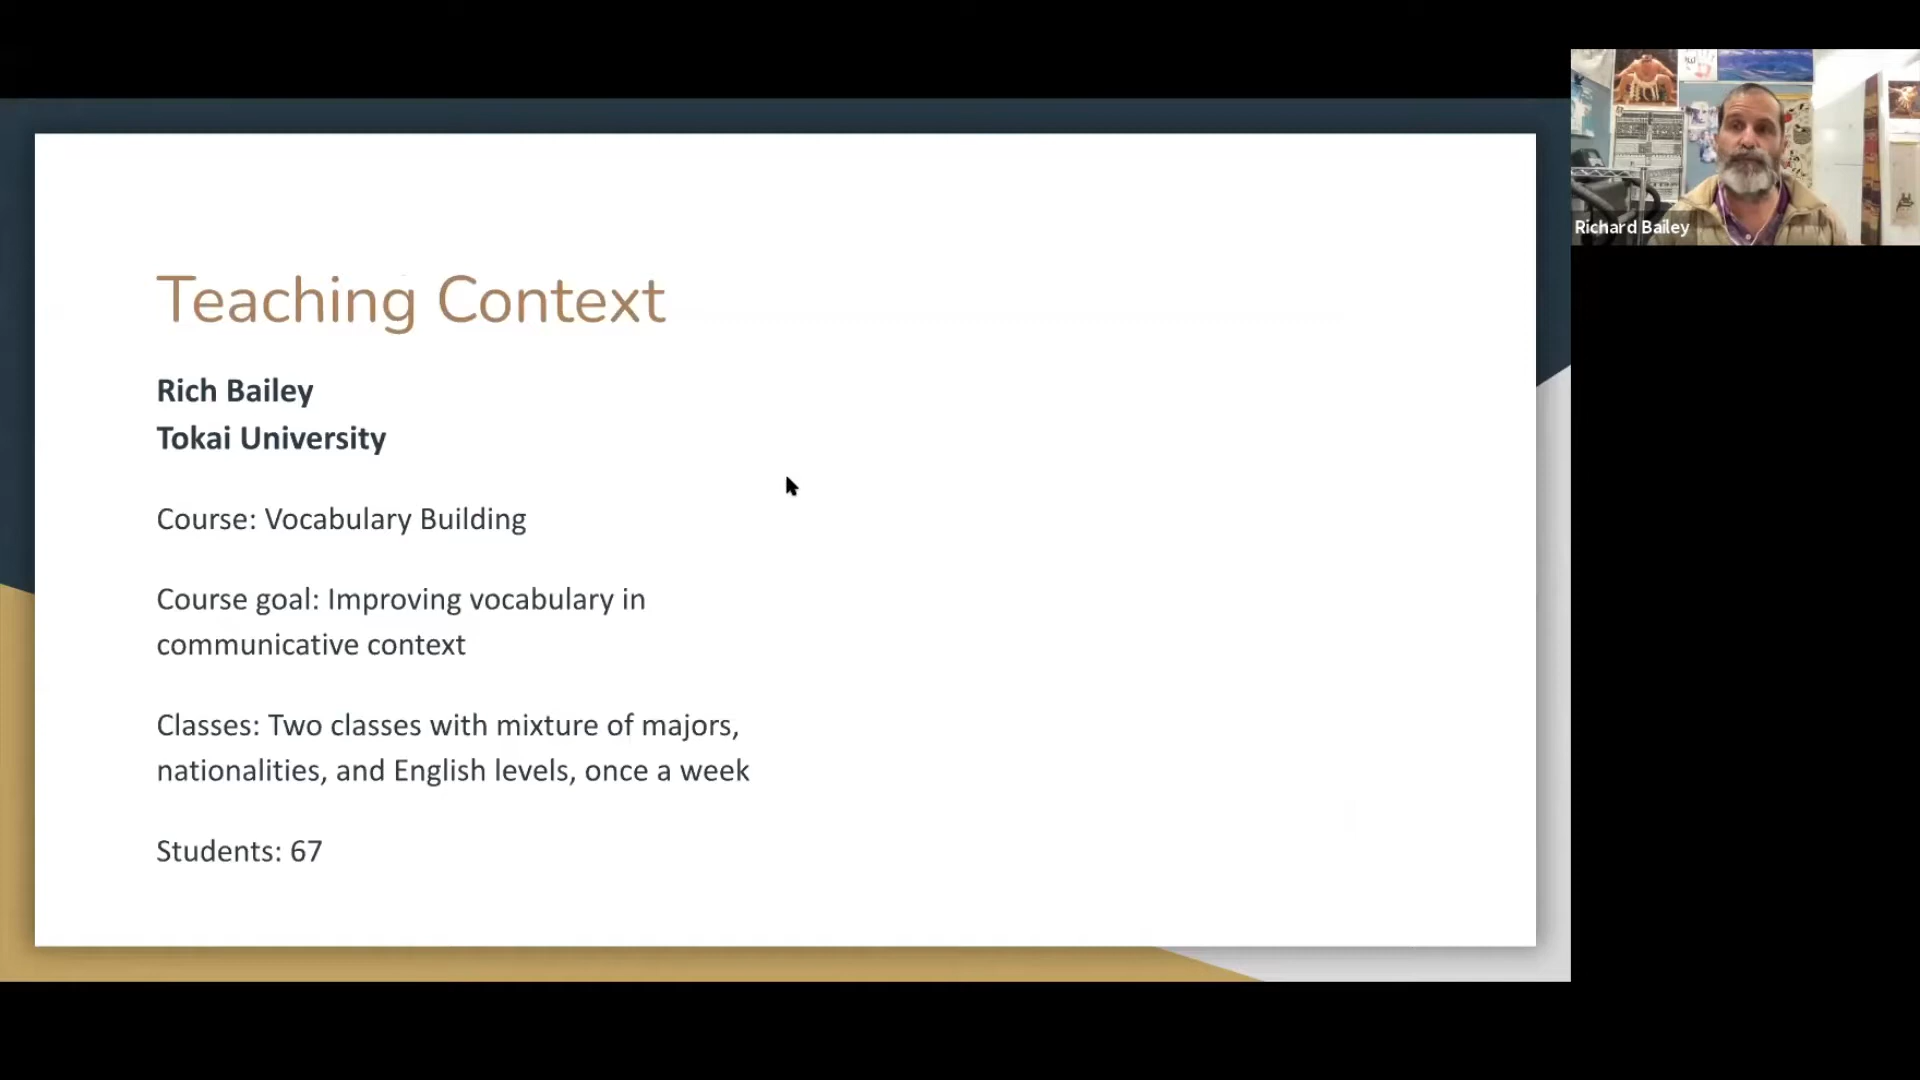 Teaching Context
Rich Bailey
Tokai University
Course: Vocabulary Building
Course goal: Improving vocabulary in
communicative context
Classes: Two classes with mixture of majors,
nationalities, and English levels, once a week
Students: 67
Richard Bailey